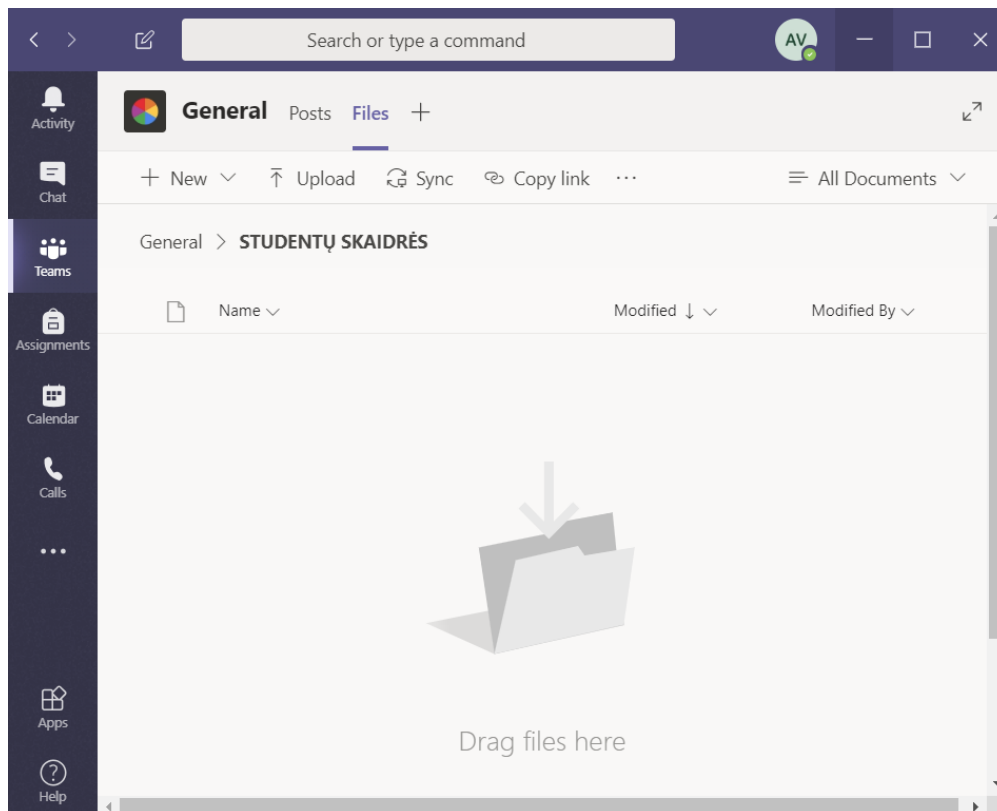 Search or type a command
AV
Activity
Chat
Teams
Assignments
Calendar
Calls
Apps
Help
General Posts Files
New Upload Sync Copy link ... All Documents
General > STUDENTŲ SKAIDRĖS
Name Modified ↓ Modified By
Drag files here